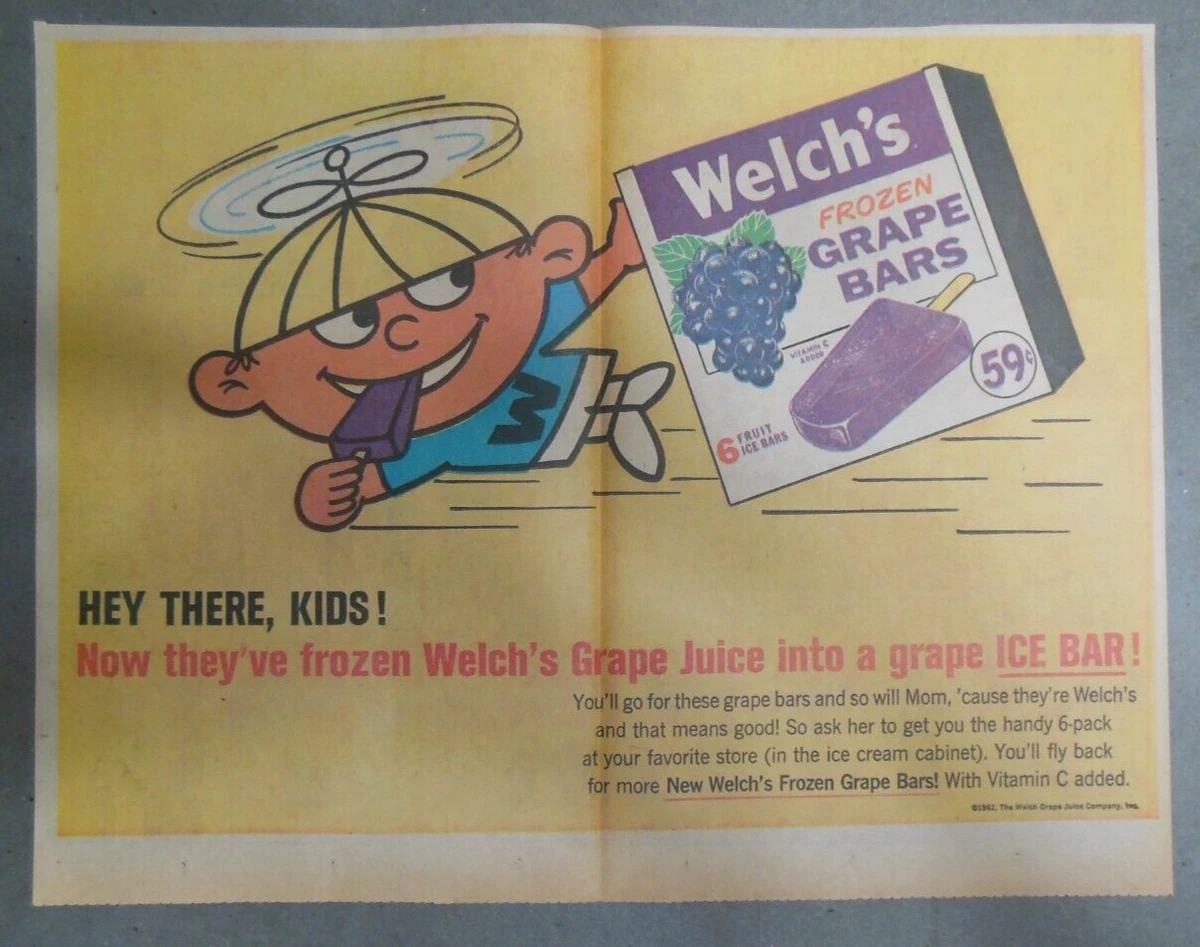 Welch's
FROZEN
GRAPE
BARS
VITAMIN C
ADDED
59¢
6 FRUIT
ICE BARS
W
HEY THERE, KIDS!
Now they've frozen Welch's Grape Juice into a grape ICE BAR!
You'll go for these grape bars and so will Mom, 'cause they're Welch's
and that means good! So ask her to get you the handy 6-pack
at your favorite store (in the ice cream cabinet). You'll fly back
for more New Welch's Frozen Grape Bars! With Vitamin C added.
©1962, The Welch Grape Juice Company, Inc.